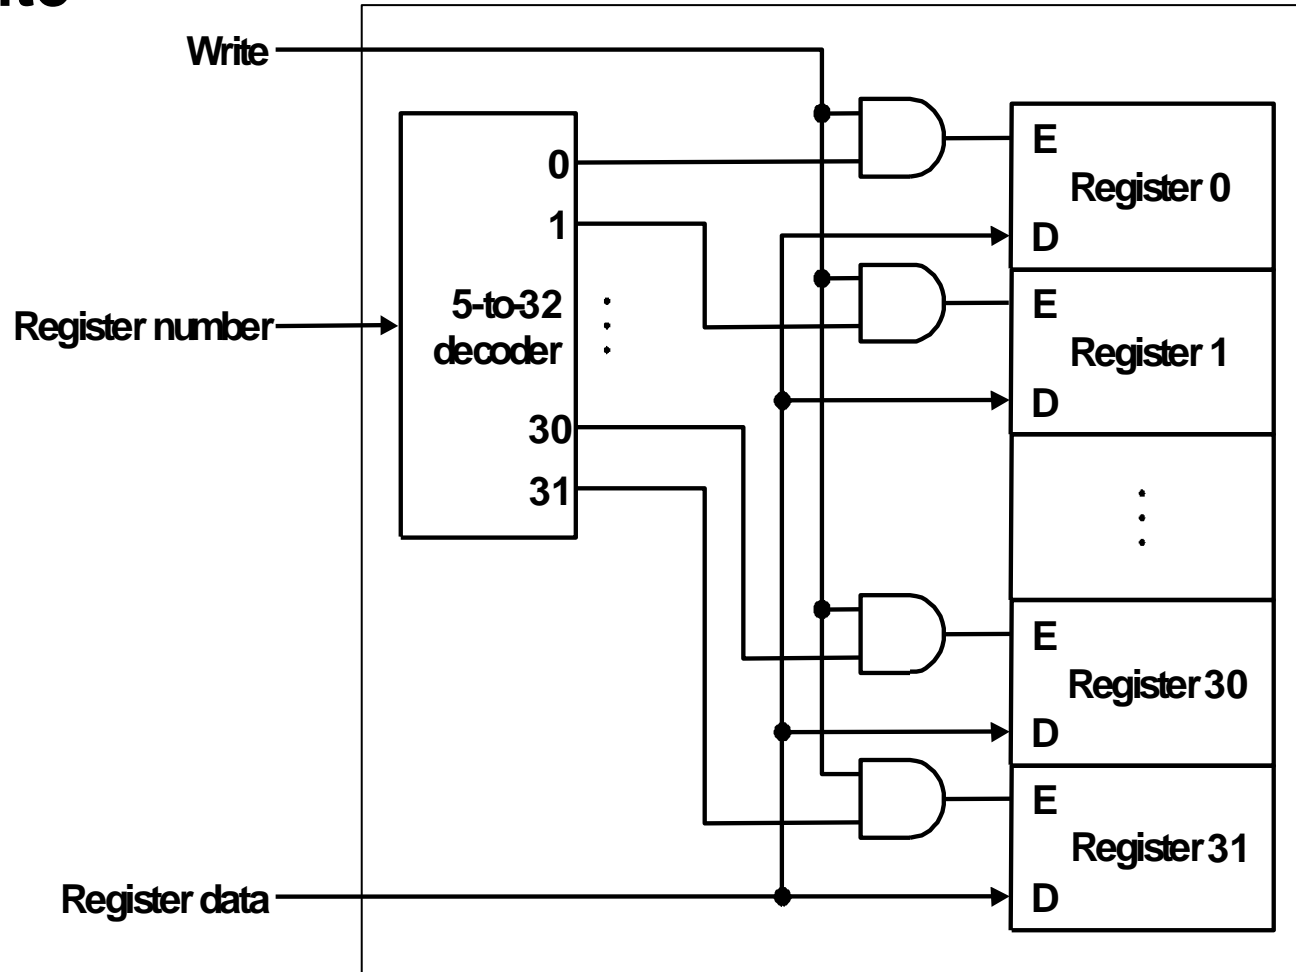 Write
0
1
5-to-32
decoder
30
31
Register number
Register data
E
Register 0
D
E
Register 1
D
E
Register 30
D
E
Register 31
D